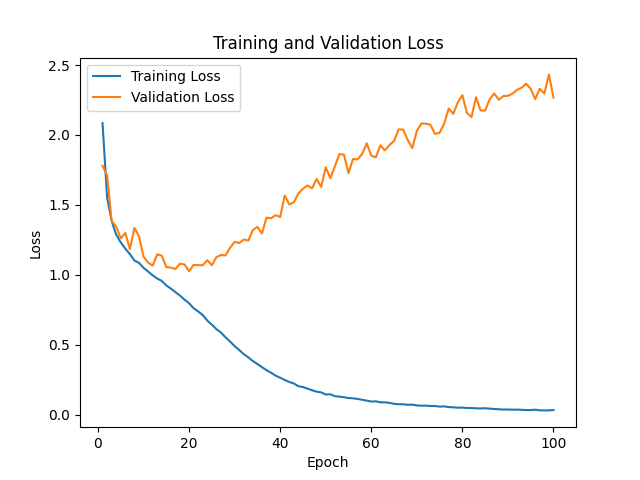 Training and Validation Loss
Training Loss
Validation Loss
2.5
2.0
1.5
1.0
0.5
0.0
Loss
0 20 40 60 80 100
Epoch